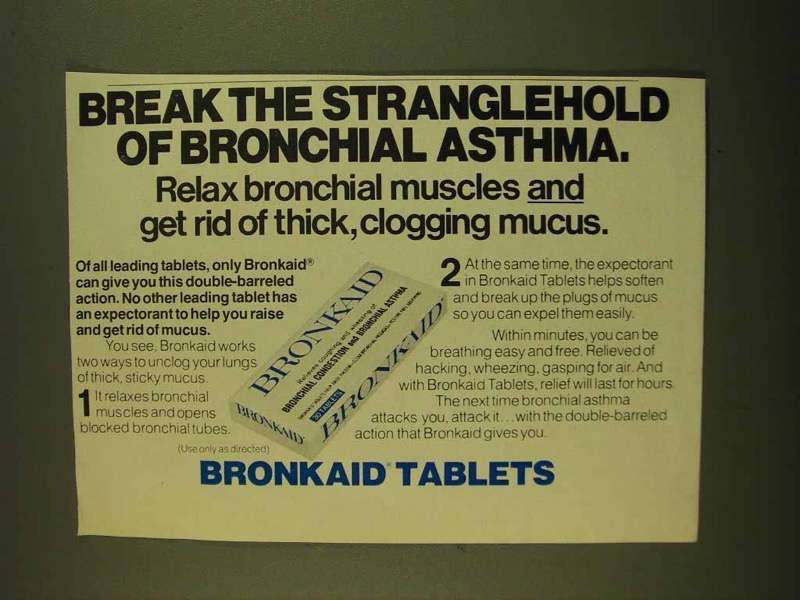 BREAK THE STRANGLEHOLD
OF BRONCHIAL ASTHMA.
Relax bronchial muscles and
get rid of thick, clogging mucus.
Of all leading tablets, only Bronkaid®
can give you this double-barreled
action. No other leading tablet has
an expectorant to help you raise
and get rid of mucus.
You see, Bronkaid works
two ways to unclog your lungs
of thick, sticky mucus.
1 It relaxes bronchial
muscles and opens
blocked bronchial tubes.
(Use only as directed)
BRONKAID
Relieves coughing and wheezing of
BRONCHIAL CONGESTION and BRONCHIAL ASTHMA
50 TABLETS
BRONKAID
BRONKAID
2 At the same time, the expectorant
in Bronkaid Tablets helps soften
and break up the plugs of mucus
so you can expel them easily.
Within minutes, you can be
breathing easy and free. Relieved of
hacking, wheezing, gasping for air. And
with Bronkaid Tablets, relief will last for hours.
The next time bronchial asthma
attacks you, attack it...with the double-barreled
action that Bronkaid gives you.
BRONKAID® TABLETS